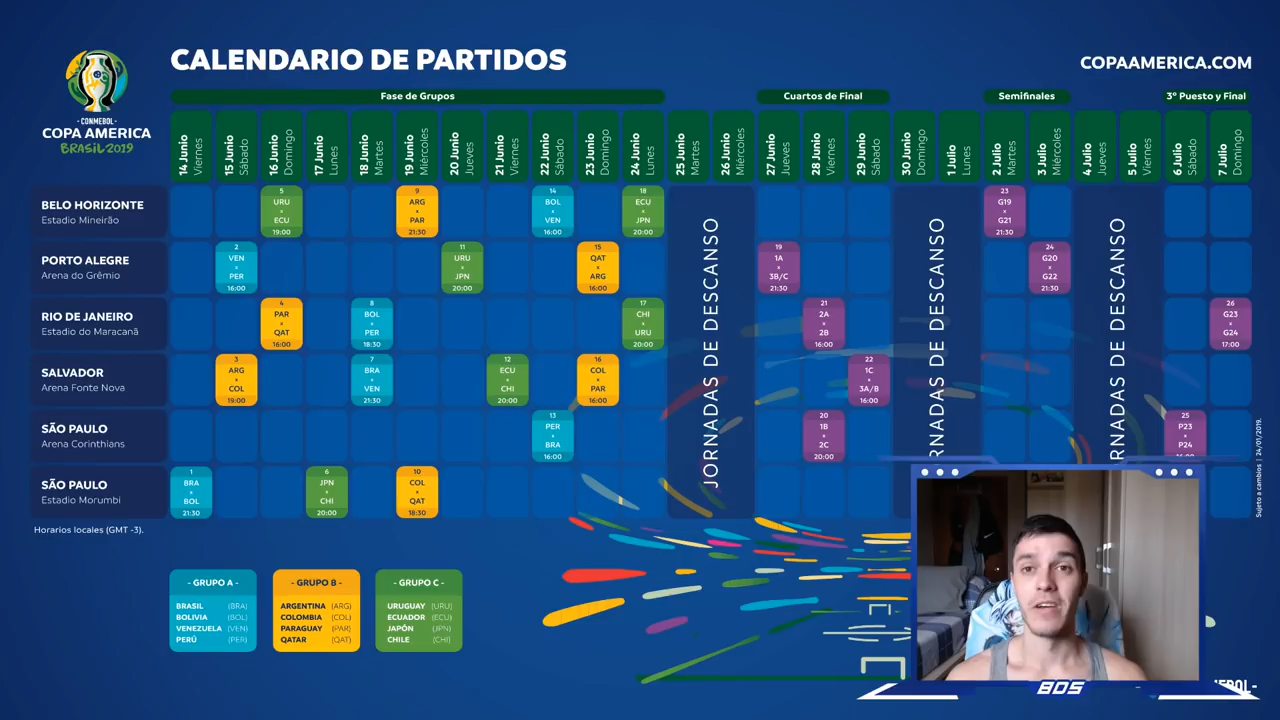 CALENDARIO DE PARTIDOS
COPAAMERICA.COM
- CONMEBOL -
COPA AMERICA
BRASIL 2019
Fase de Grupos
Cuartos de Final
Semifinales
3º Puesto y Final
14 Junio
Viernes
15 Junio
Sábado
16 Junio
Domingo
17 Junio
Lunes
18 Junio
Martes
19 Junio
Miércoles
20 Junio
Jueves
21 Junio
Viernes
22 Junio
Sábado
23 Junio
Domingo
24 Junio
Lunes
25 Junio
Martes
26 Junio
Miércoles
27 Junio
Jueves
28 Junio
Viernes
29 Junio
Sábado
30 Junio
Domingo
1 Julio
Lunes
2 Julio
Martes
3 Julio
Miércoles
4 Julio
Jueves
5 Julio
Viernes
6 Julio
Sábado
7 Julio
Domingo
BELO HORIZONTE
Estadio Mineirão
5
URU
x
ECU
19:00
9
ARG
x
PAR
21:30
14
BOL
x
VEN
16:00
18
ECU
x
JPN
20:00
23
G19
x
G21
21:30
PORTO ALEGRE
Arena do Grêmio
2
VEN
x
PER
16:00
11
URU
x
JPN
20:00
15
QAT
x
ARG
16:00
19
1A
x
3B/C
21:30
24
G20
x
G22
21:30
RIO DE JANEIRO
Estadio do Maracanã
4
PAR
x
QAT
16:00
8
BOL
x
PER
18:30
17
CHI
x
URU
20:00
21
2A
x
2B
16:00
26
G23
x
G24
17:00
SALVADOR
Arena Fonte Nova
3
ARG
x
COL
19:00
7
BRA
x
VEN
21:30
12
ECU
x
CHI
20:00
16
COL
x
PAR
16:00
22
1C
x
3A/B
16:00
SÃO PAULO
Arena Corinthians
13
PER
x
BRA
16:00
20
1B
x
2C
20:00
25
P23
x
P24
SÃO PAULO
Estadio Morumbi
1
BRA
x
BOL
21:30
6
JPN
x
CHI
20:00
10
COL
x
QAT
18:30
JORNADAS DE DESCANSO
RNADAS DE DESCANSO
RNADAS DE DESCANSO
Horarios locales (GMT -3).
Sujeto a cambios | 24/01/2019.
- GRUPO A -
BRASIL (BRA)
BOLIVIA (BOL)
VENEZUELA (VEN)
PERÚ (PER)
- GRUPO B -
ARGENTINA (ARG)
COLOMBIA (COL)
PARAGUAY (PAR)
QATAR (QAT)
- GRUPO C -
URUGUAY (URU)
ECUADOR (ECU)
JAPÓN (JPN)
CHILE (CHI)
BDS